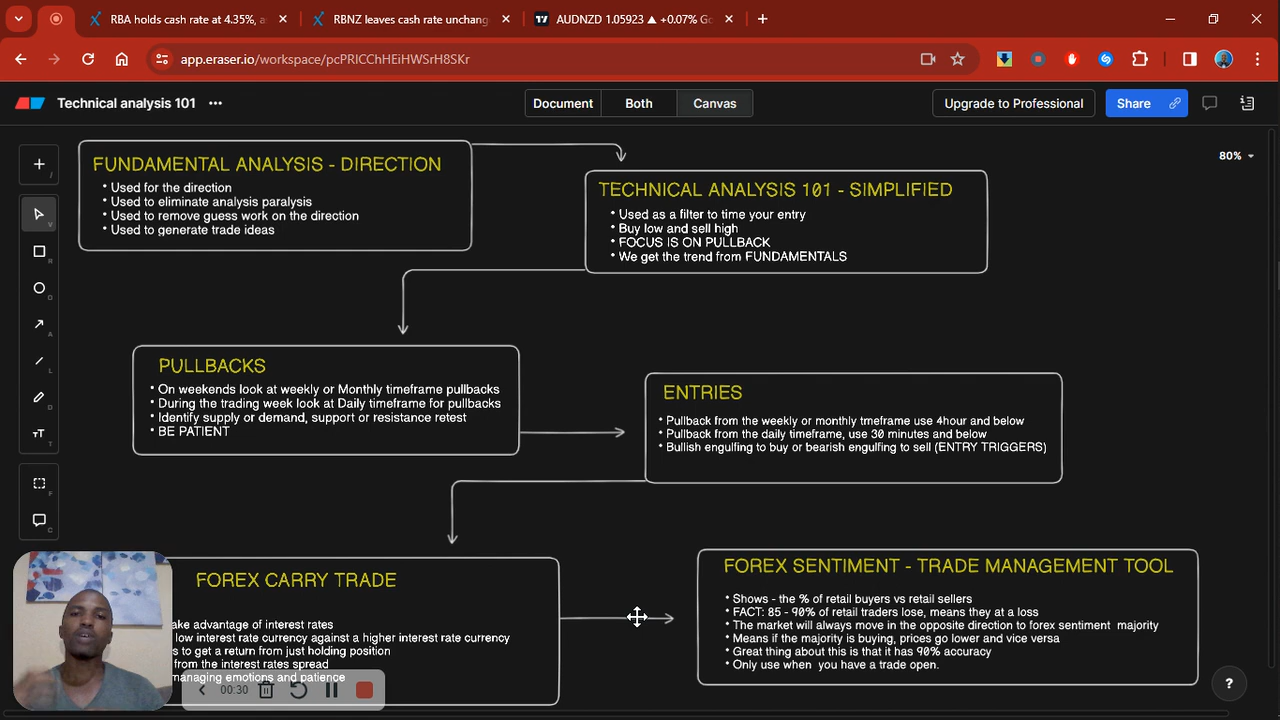 RBA holds cash rate at 4.35%, a
RBNZ leaves cash rate unchang
AUDNZD 1.05923 ▲ +0.07% Go
app.eraser.io/workspace/pcPRICChHEiHWSrH8SKr
Technical analysis 101
Document
Both
Canvas
Upgrade to Professional
Share
80%
FUNDAMENTAL ANALYSIS - DIRECTION
• Used for the direction
• Used to eliminate analysis paralysis
• Used to remove guess work on the direction
• Used to generate trade ideas
TECHNICAL ANALYSIS 101 - SIMPLIFIED
• Used as a filter to time your entry
• Buy low and sell high
• FOCUS IS ON PULLBACK
• We get the trend from FUNDAMENTALS
PULLBACKS
• On weekends look at weekly or Monthly timeframe pullbacks
• During the trading week look at Daily timeframe for pullbacks
• Identify supply or demand, support or resistance retest
• BE PATIENT
ENTRIES
• Pullback from the weekly or monthly tmeframe use 4hour and below
• Pullback from the daily timeframe, use 30 minutes and below
• Bullish engulfing to buy or bearish engulfing to sell (ENTRY TRIGGERS)
FOREX CARRY TRADE
ake advantage of interest rates
low interest rate currency against a higher interest rate currency
s to get a return from just holding position
from the interest rates spread
managing emotions and patience
FOREX SENTIMENT - TRADE MANAGEMENT TOOL
• Shows - the % of retail buyers vs retail sellers
• FACT: 85 - 90% of retail traders lose, means they at a loss
• The market will always move in the opposite direction to forex sentiment majority
• Means if the majority is buying, prices go lower and vice versa
• Great thing about this is that it has 90% accuracy
• Only use when you have a trade open.
00:30